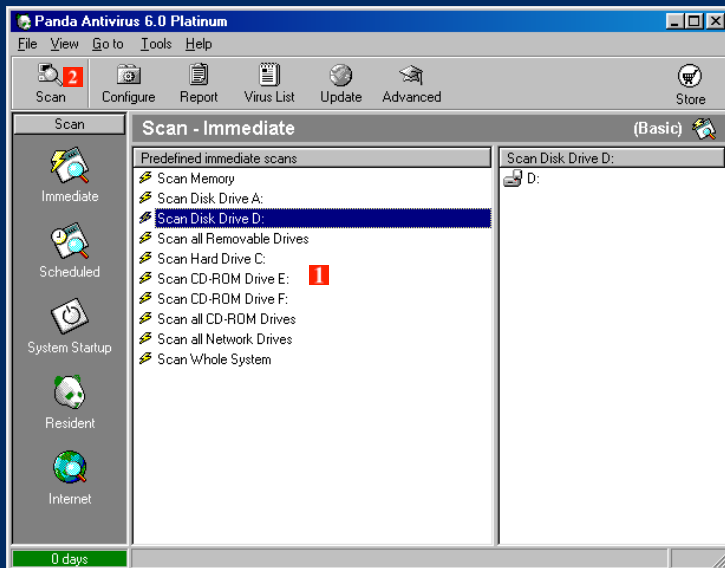 Panda Antivirus 6.0 Platinum
File View Go to Tools Help
2
Scan Configure Report Virus List Update Advanced Store
Scan
Scan - Immediate (Basic)
Predefined immediate scans
Scan Disk Drive D:
Immediate
Scheduled
System Startup
Resident
Internet
Scan Memory
Scan Disk Drive A:
Scan Disk Drive D:
Scan all Removable Drives
Scan Hard Drive C:
Scan CD-ROM Drive E: 1
Scan CD-ROM Drive F:
Scan all CD-ROM Drives
Scan all Network Drives
Scan Whole System
D:
0 days